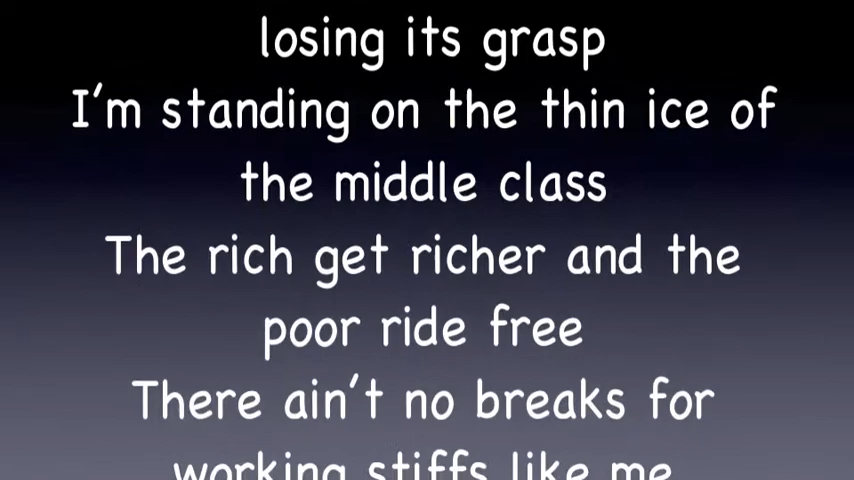 losing its grasp
I'm standing on the thin ice of
the middle class
The rich get richer and the
poor ride free
There ain't no breaks for
working stiffs like me